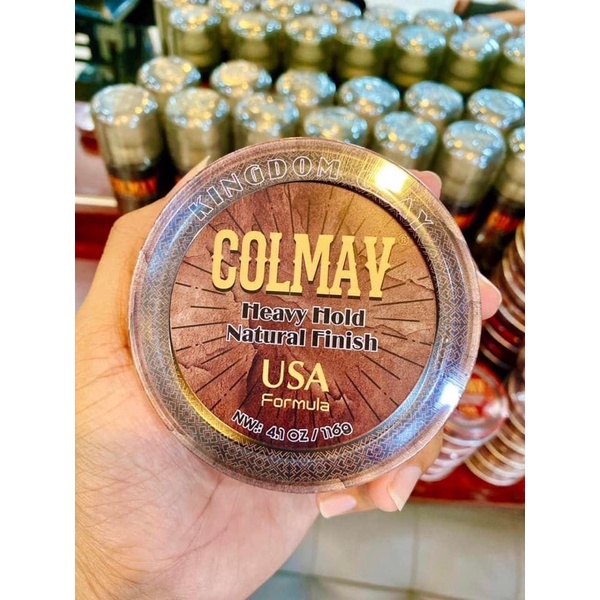 KINGDOM
COLMAV®
Heavy Hold
Natural Finish
USA
Formula
NW: 4.1 OZ / 116g